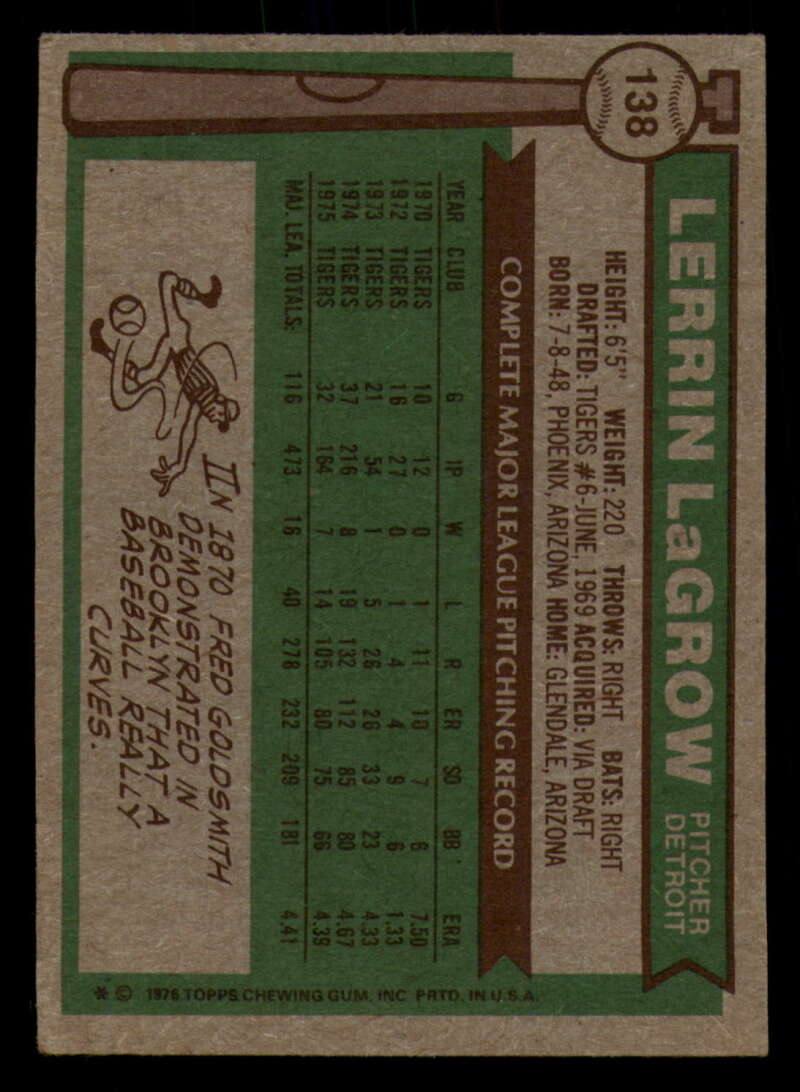 138
LERRIN LaGROW
PITCHER
DETROIT
HEIGHT: 6'5" WEIGHT: 220 THROWS: RIGHT BATS: RIGHT
DRAFTED: TIGERS #6-JUNE, 1969 ACQUIRED: VIA DRAFT
BORN: 7-8-48, PHOENIX, ARIZONA HOME: GLENDALE, ARIZONA
COMPLETE MAJOR LEAGUE PITCHING RECORD
YEAR CLUB G IP W L R ER SO BB ERA
1970 TIGERS 10 12 0 1 11 10 7 6 7.50
1972 TIGERS 16 27 0 1 4 4 9 6 1.33
1973 TIGERS 21 54 1 5 26 26 33 23 4.33
1974 TIGERS 37 216 8 19 132 112 85 80 4.67
1975 TIGERS 32 164 7 14 105 80 75 66 4.39
MAJ. LEA. TOTALS: 116 473 16 40 278 232 209 181 4.41
IN 1870 FRED GOLDSMITH
DEMONSTRATED IN
BROOKLYN THAT A
BASEBALL REALLY
CURVES.
* © 1976 TOPPS CHEWING GUM, INC. PRTD. IN U.S.A.